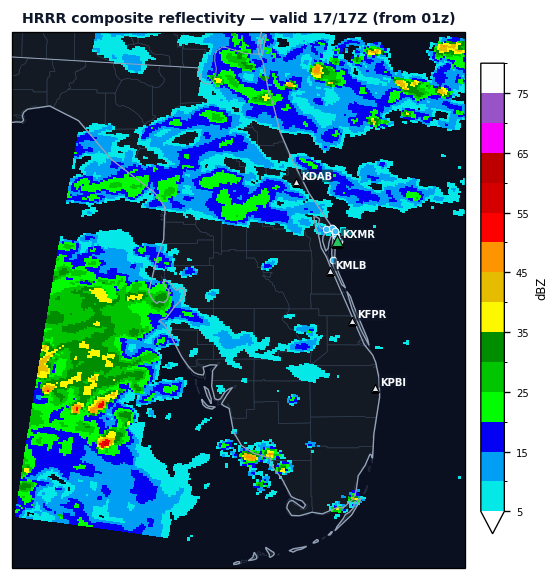 HRRR composite reflectivity — valid 17/17Z (from 01z)
75
65
KDAB
55
KXMR
KMLB
45
dBZ
KFPR
35
KPBI
25
15
5